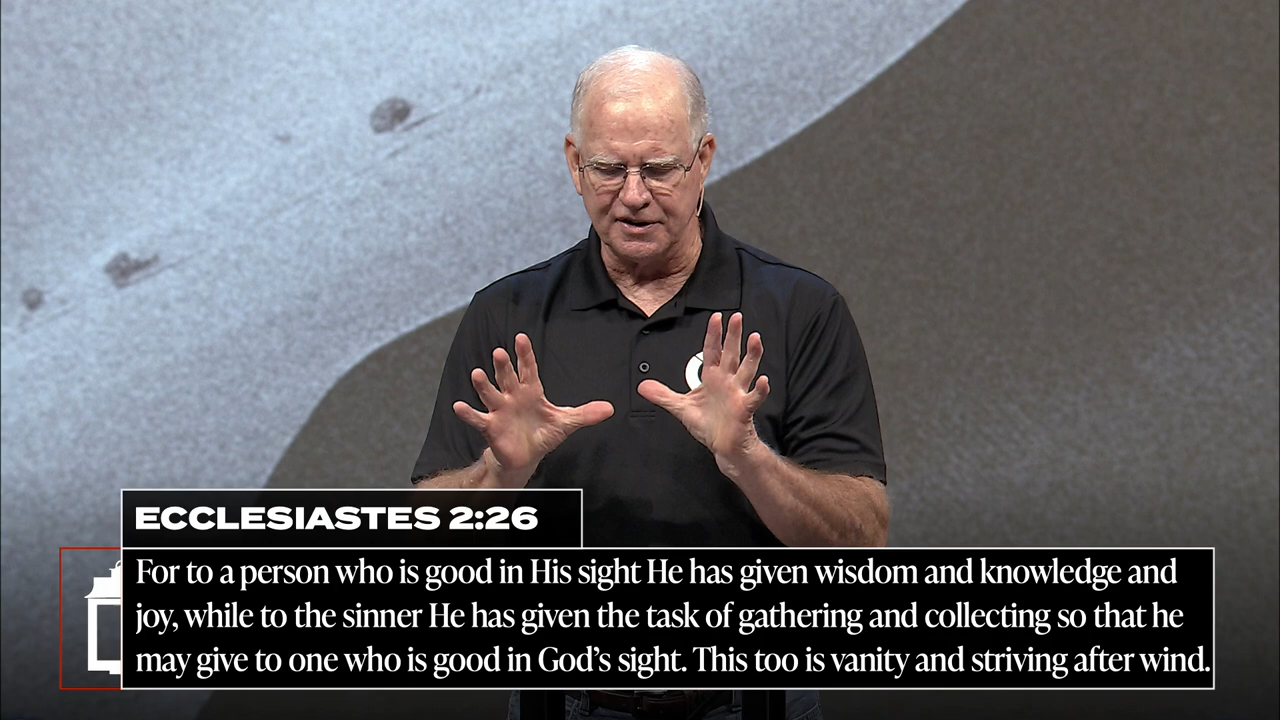 ECCLESIASTES 2:26
For to a person who is good in His sight He has given wisdom and knowledge and
joy, while to the sinner He has given the task of gathering and collecting so that he
may give to one who is good in God’s sight. This too is vanity and striving after wind.